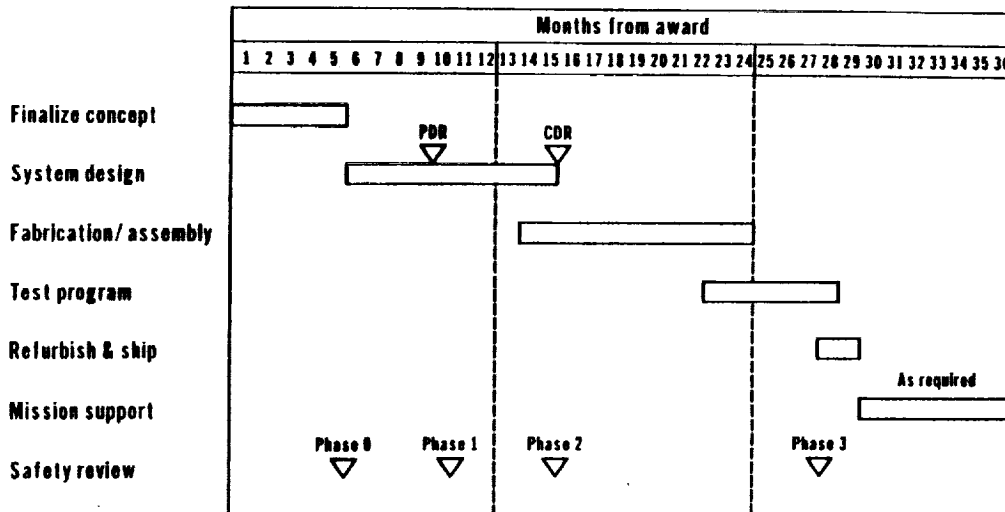 Months from award
1 2 3 4 5 6 7 8 9 10 11 12 13 14 15 16 17 18 19 20 21 22 23 24 25 26 27 28 29 30 31 32 33 34 35 36
Finalize concept
PDR CDR
System design
Fabrication/assembly
Test program
Refurbish & ship
As required
Mission support
Phase 0 Phase 1 Phase 2 Phase 3
Safety review